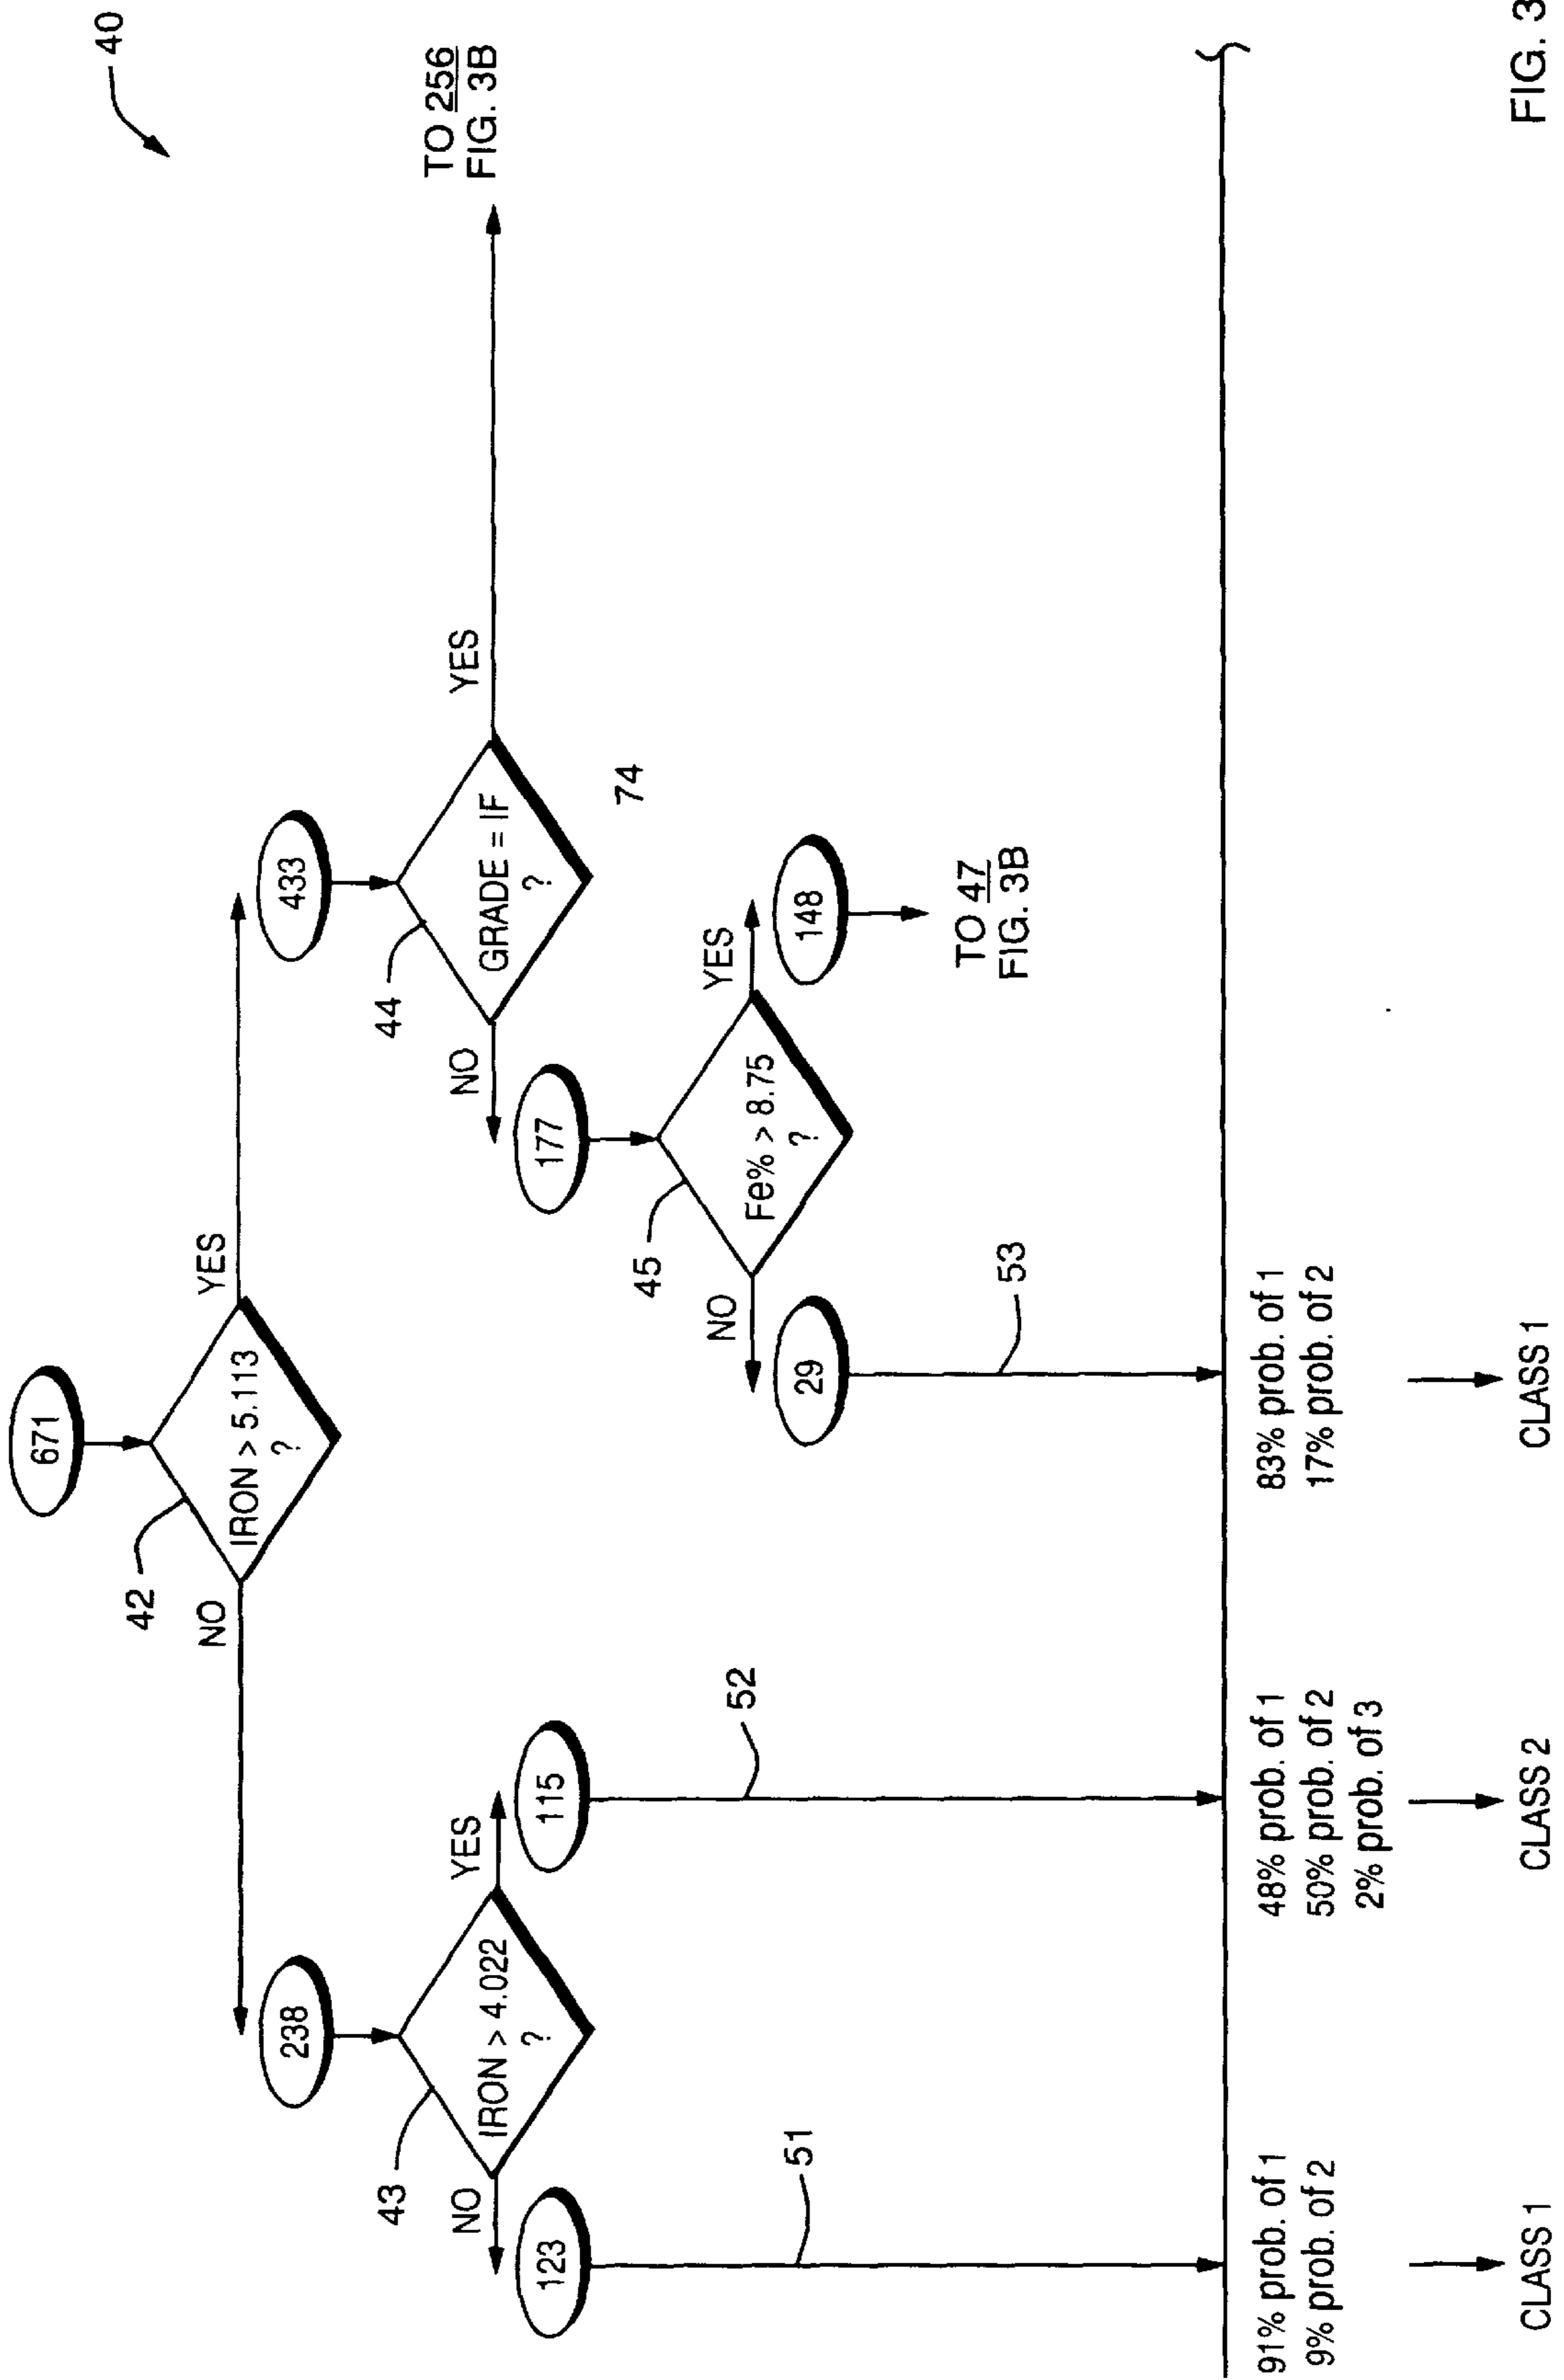 40
671
42
IRON > 5.113
?
NO
YES
238
433
43
IRON > 4.022
?
NO
YES
44
GRADE = IF
?
NO
YES
TO 256
FIG. 3B
74
123
115
177
45
Fe% > 8.75
?
NO
YES
29
148
TO 47
FIG. 3B
51
52
53
91% prob. of 1
9% prob. of 2
48% prob. of 1
50% prob. of 2
2% prob. of 3
83% prob. of 1
17% prob. of 2
CLASS 1
CLASS 2
CLASS 1
FIG. 3